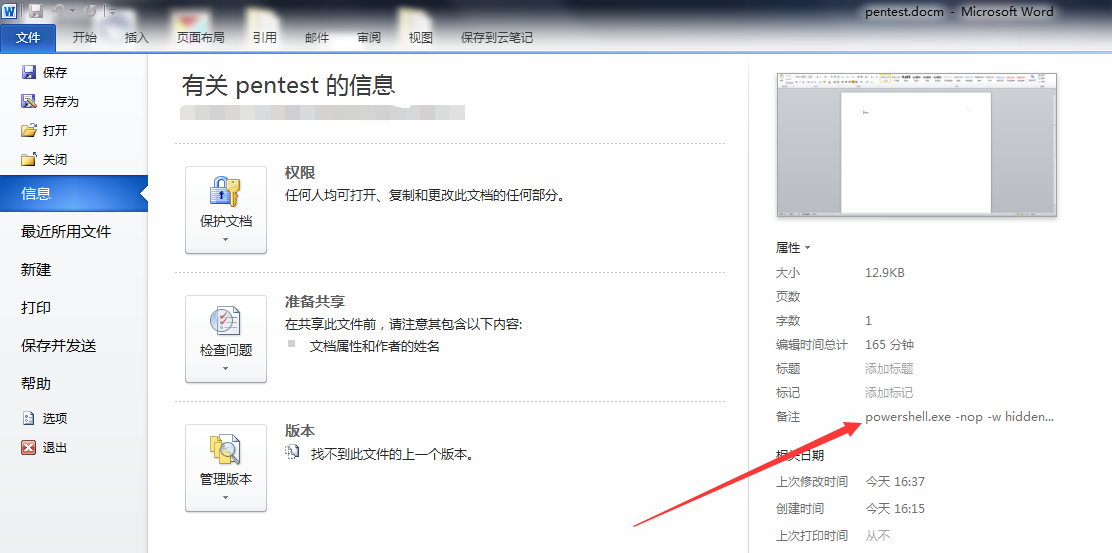 pentest.docm - Microsoft Word
文件 开始 插入 页面布局 引用 邮件 审阅 视图 保存到云笔记
保存
另存为
打开
关闭
信息
最近所用文件
新建
打印
保存并发送
帮助
选项
退出
有关 pentest 的信息
保护文档
权限
任何人均可打开、复制和更改此文档的任何部分。
检查问题
准备共享
在共享此文件前，请注意其包含以下内容:
文档属性和作者的姓名
管理版本
版本
找不到此文件的上一个版本。
属性
大小 12.9KB
页数
字数 1
编辑时间总计 165 分钟
标题 添加标题
标记 添加标记
备注 powershell.exe -nop -w hidden...
相关日期
上次修改时间 今天 16:37
创建时间 今天 16:15
上次打印时间 从不